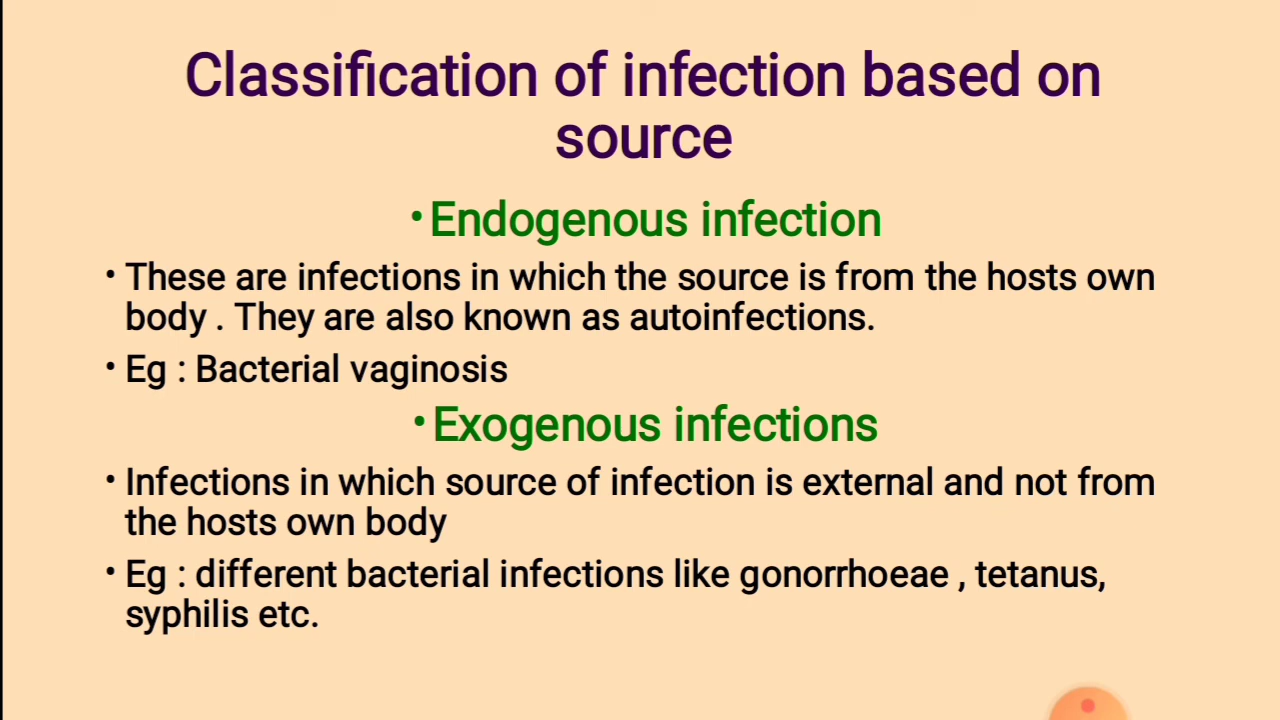 Classification of infection based on
source
•Endogenous infection
• These are infections in which the source is from the hosts own
body . They are also known as autoinfections.
• Eg : Bacterial vaginosis
•Exogenous infections
• Infections in which source of infection is external and not from
the hosts own body
• Eg : different bacterial infections like gonorrhoeae , tetanus,
syphilis etc.